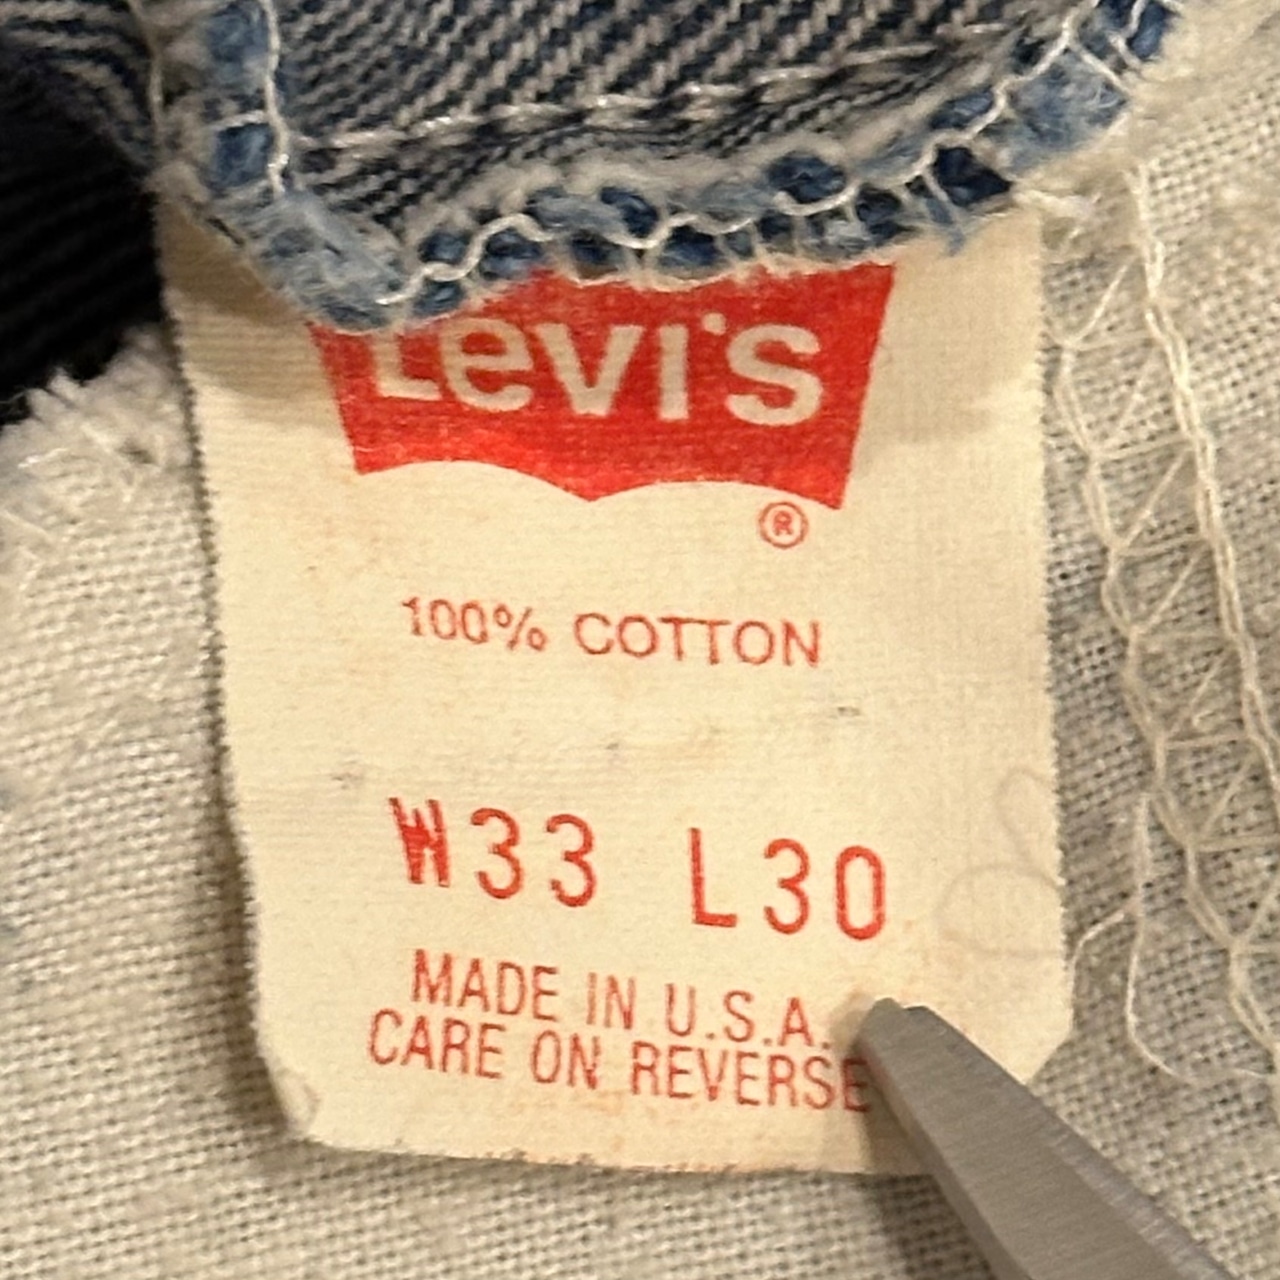 Levi's
®
100% COTTON
W33 L30
MADE IN U.S.A.
CARE ON REVERSE